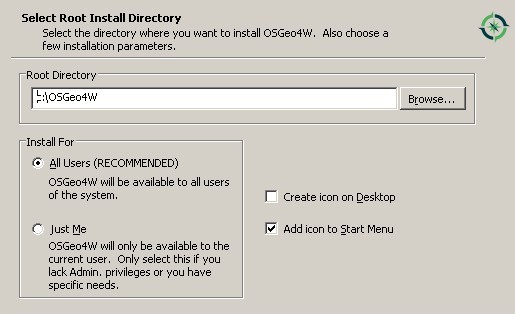 Select Root Install Directory
Select the directory where you want to install OSGeo4W. Also choose a
few installation parameters.
Root Directory
:\OSGeo4W
Browse...
Install For
All Users (RECOMMENDED)
OSGeo4W will be available to all users
of the system.
Just Me
OSGeo4W will only be available to the
current user. Only select this if you
lack Admin. privileges or you have
specific needs.
Create icon on Desktop
Add icon to Start Menu